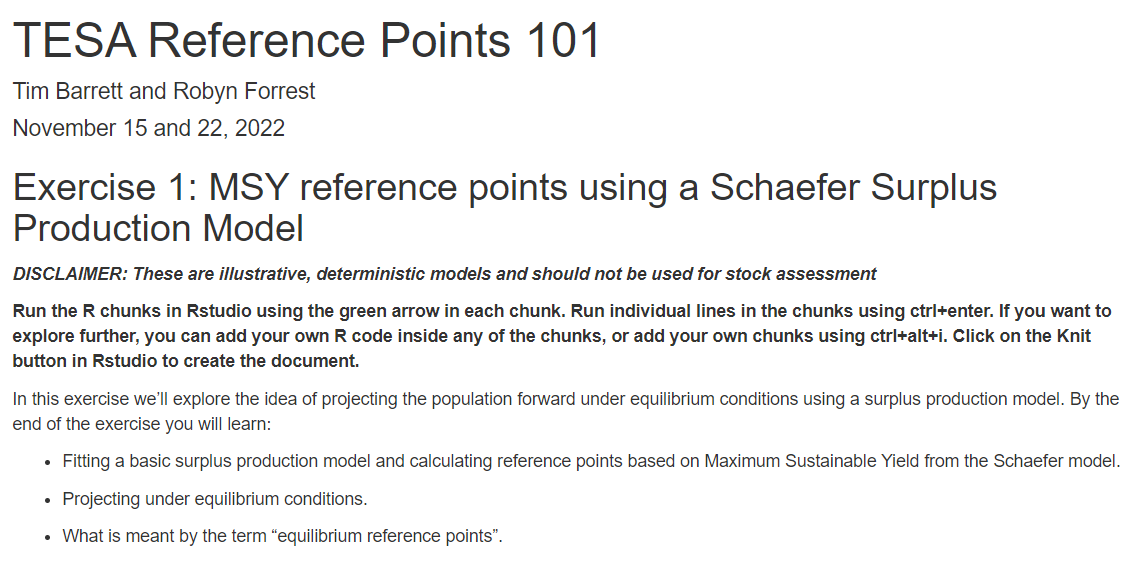 TESA Reference Points 101
Tim Barrett and Robyn Forrest
November 15 and 22, 2022
Exercise 1: MSY reference points using a Schaefer Surplus
Production Model
DISCLAIMER: These are illustrative, deterministic models and should not be used for stock assessment
Run the R chunks in Rstudio using the green arrow in each chunk. Run individual lines in the chunks using ctrl+enter. If you want to
explore further, you can add your own R code inside any of the chunks, or add your own chunks using ctrl+alt+i. Click on the Knit
button in Rstudio to create the document.
In this exercise we’ll explore the idea of projecting the population forward under equilibrium conditions using a surplus production model. By the
end of the exercise you will learn:
• Fitting a basic surplus production model and calculating reference points based on Maximum Sustainable Yield from the Schaefer model.
• Projecting under equilibrium conditions.
• What is meant by the term “equilibrium reference points”.